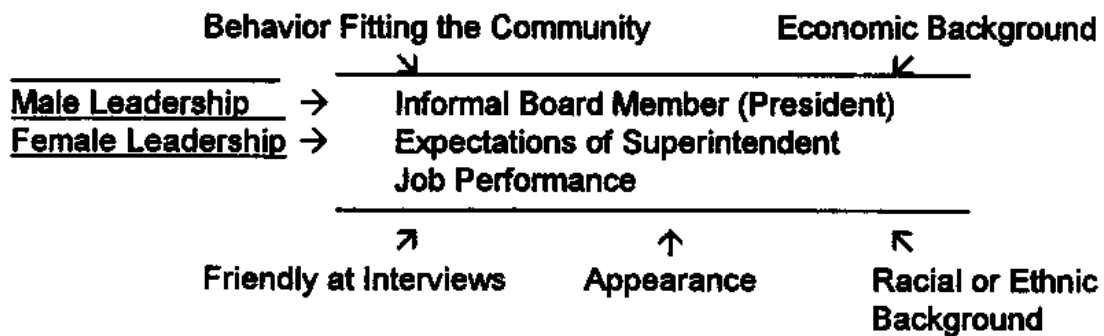 Behavior Fitting the Community Economic Background
Male Leadership → Informal Board Member (President)
Female Leadership → Expectations of Superintendent
Job Performance
Friendly at Interviews Appearance Racial or Ethnic
Background